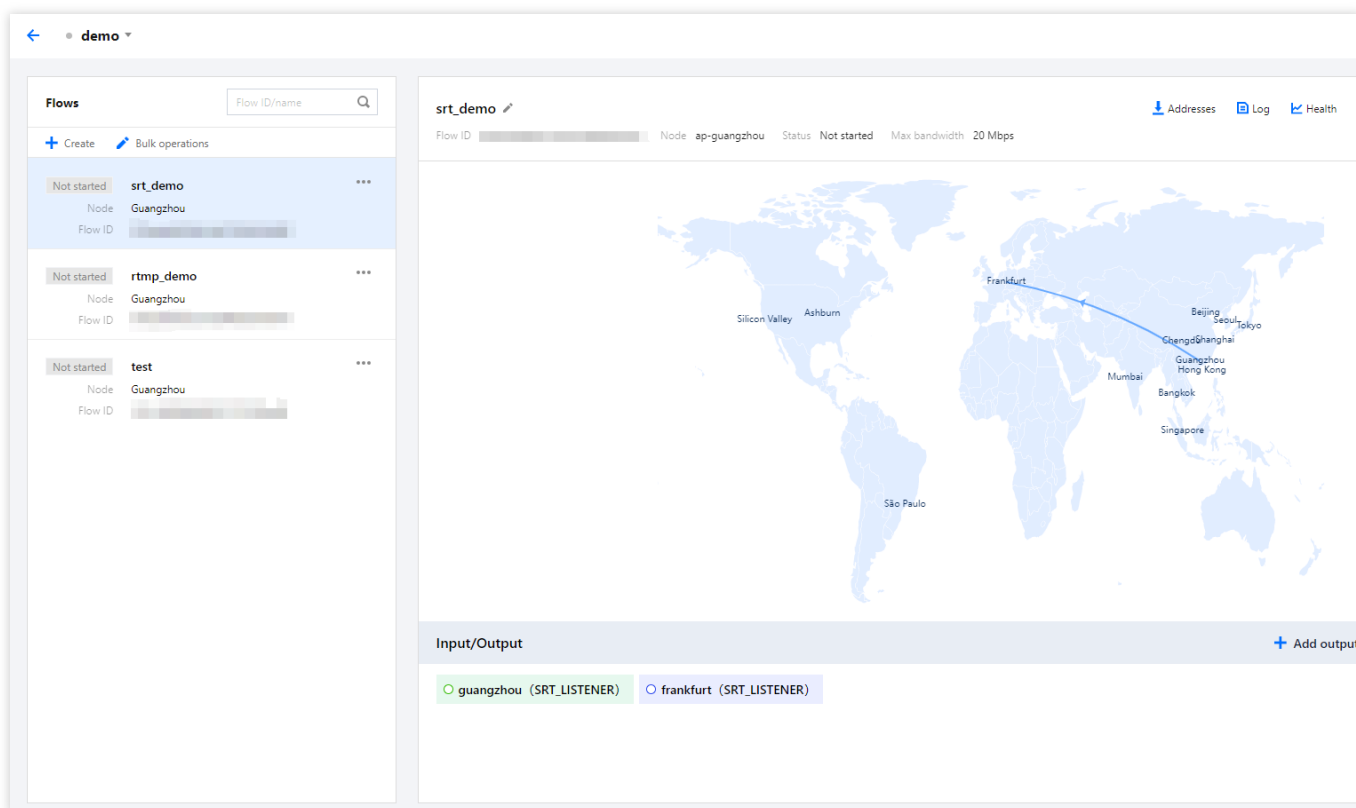 demo
Flows
Flow ID/name
Create
Bulk operations
Not started srt_demo
Node Guangzhou
Flow ID
Not started rtmp_demo
Node Guangzhou
Flow ID
Not started test
Node Guangzhou
Flow ID
srt_demo
Addresses Log Health
Flow ID Node ap-guangzhou Status Not started Max bandwidth 20 Mbps
Frankfurt
Silicon Valley
Ashburn
Beijing
Seoul
Tokyo
Chengdu
Shanghai
Guangzhou
Hong Kong
Mumbai
Bangkok
Singapore
São Paulo
Input/Output
Add output
guangzhou（SRT_LISTENER）
frankfurt（SRT_LISTENER）